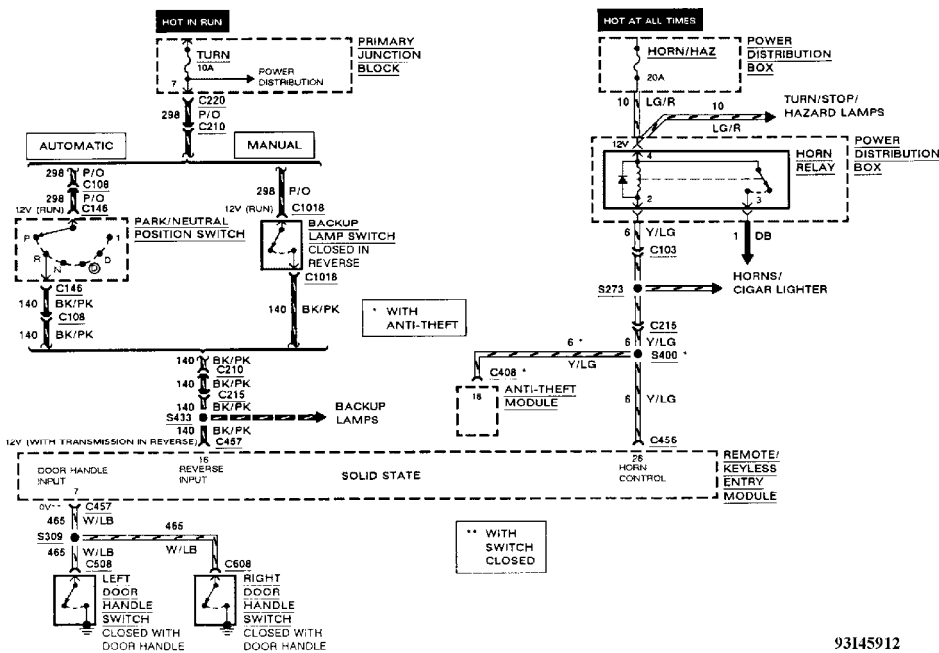 HOT IN RUN
TURN
10A
7
POWER
DISTRIBUTION
PRIMARY
JUNCTION
BLOCK
C220
298 P/O
C210
AUTOMATIC
MANUAL
298 P/O
C108
298 P/O
12V (RUN) C146
PARK/NEUTRAL
POSITION SWITCH
P
R
N
D
1
C146
140 BK/PK
C108
140 BK/PK
298 P/O
12V (RUN) C1018
BACKUP
LAMP SWITCH
CLOSED IN
REVERSE
C1018
140 BK/PK
* WITH
ANTI-THEFT
140 BK/PK
C210
140 BK/PK
C215
140 BK/PK
S433
BACKUP
LAMPS
140 BK/PK
12V (WITH TRANSMISSION IN REVERSE) C457
HOT AT ALL TIMES
HORN/HAZ
20A
POWER
DISTRIBUTION
BOX
10 LG/R
10
LG/R
TURN/STOP/
HAZARD LAMPS
12V
4
2
3
HORN
RELAY
POWER
DISTRIBUTION
BOX
6 Y/LG
1 DB
C103
S273
HORNS/
CIGAR LIGHTER
C215
6 Y/LG
S400 *
6 *
Y/LG
C408 *
18
ANTI-THEFT
MODULE
6 Y/LG
C456
DOOR HANDLE
INPUT
7
16
REVERSE
INPUT
SOLID STATE
26
HORN
CONTROL
REMOTE/
KEYLESS
ENTRY
MODULE
0V** C457
465 W/LB
S309
465 W/LB
C508
465
W/LB
C608
LEFT
DOOR
HANDLE
SWITCH
CLOSED WITH
DOOR HANDLE
RIGHT
DOOR
HANDLE
SWITCH
CLOSED WITH
DOOR HANDLE
** WITH
SWITCH
CLOSED
93I45912